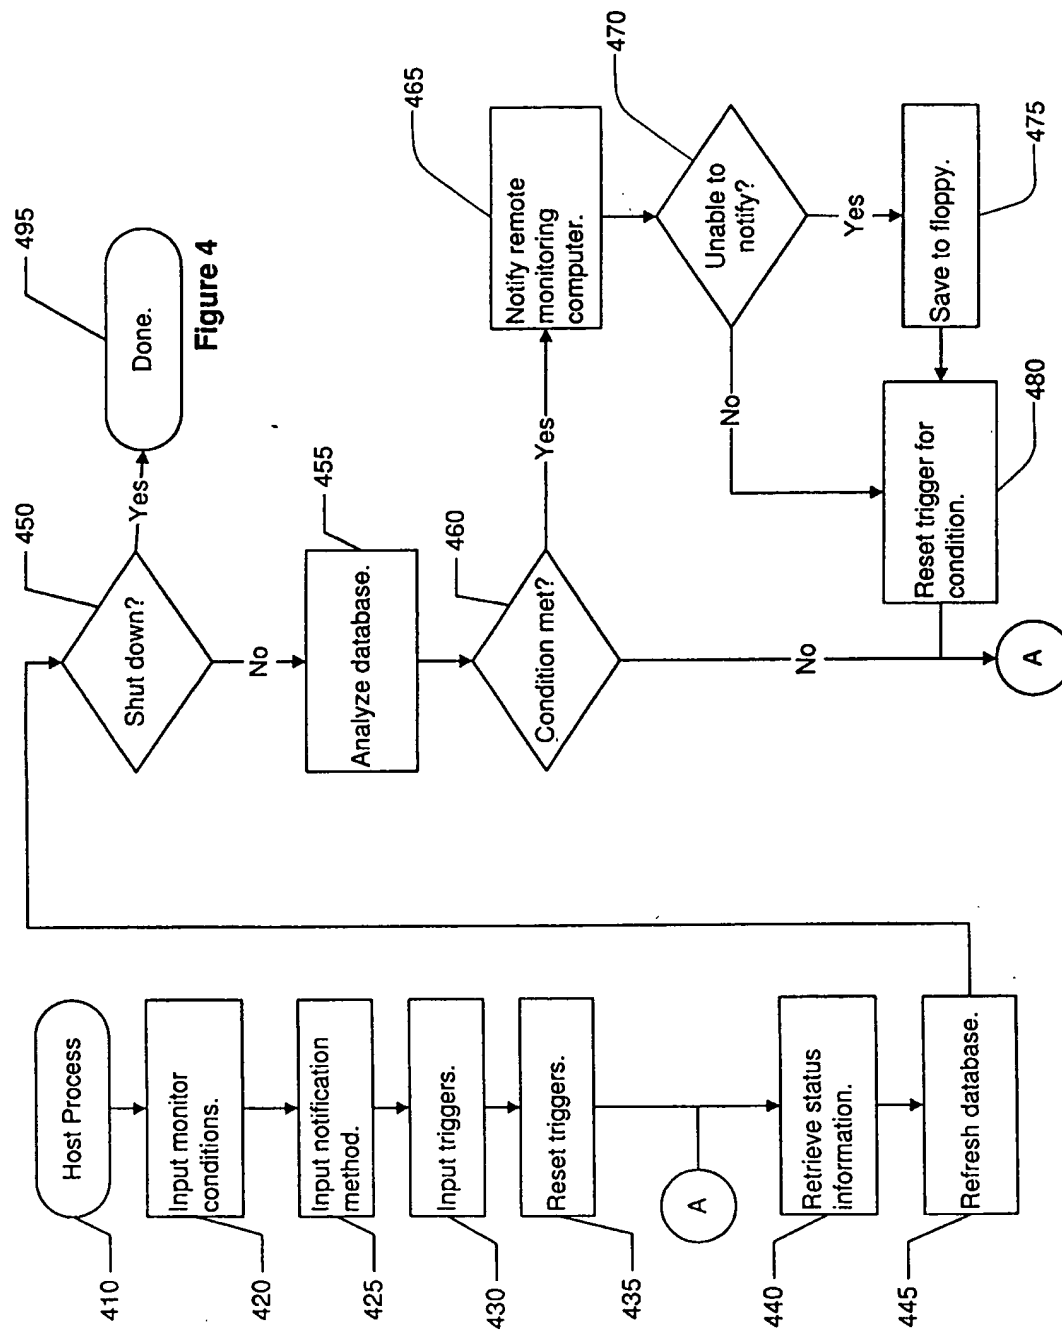 410
Host Process
420
Input monitor
conditions.
425
Input notification
method.
430
Input triggers.
435
Reset triggers.
A
440
Retrieve status
information.
445
Refresh database.
450
Shut down?
Yes
495
Done.
No
455
Analyze database.
460
Condition met?
Yes
465
Notify remote
monitoring
computer.
470
Unable to
notify?
No
Yes
475
Save to floppy.
480
Reset trigger for
condition.
No
A
Figure 4